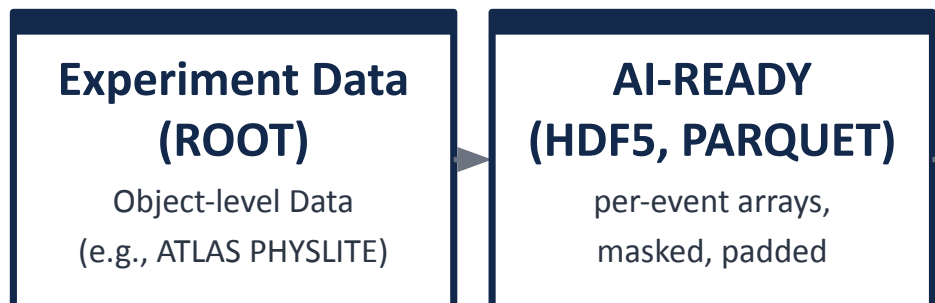 Experiment Data
(ROOT)
Object-level Data
(e.g., ATLAS PHYSLITE)
AI-READY
(HDF5, PARQUET)
per-event arrays,
masked, padded